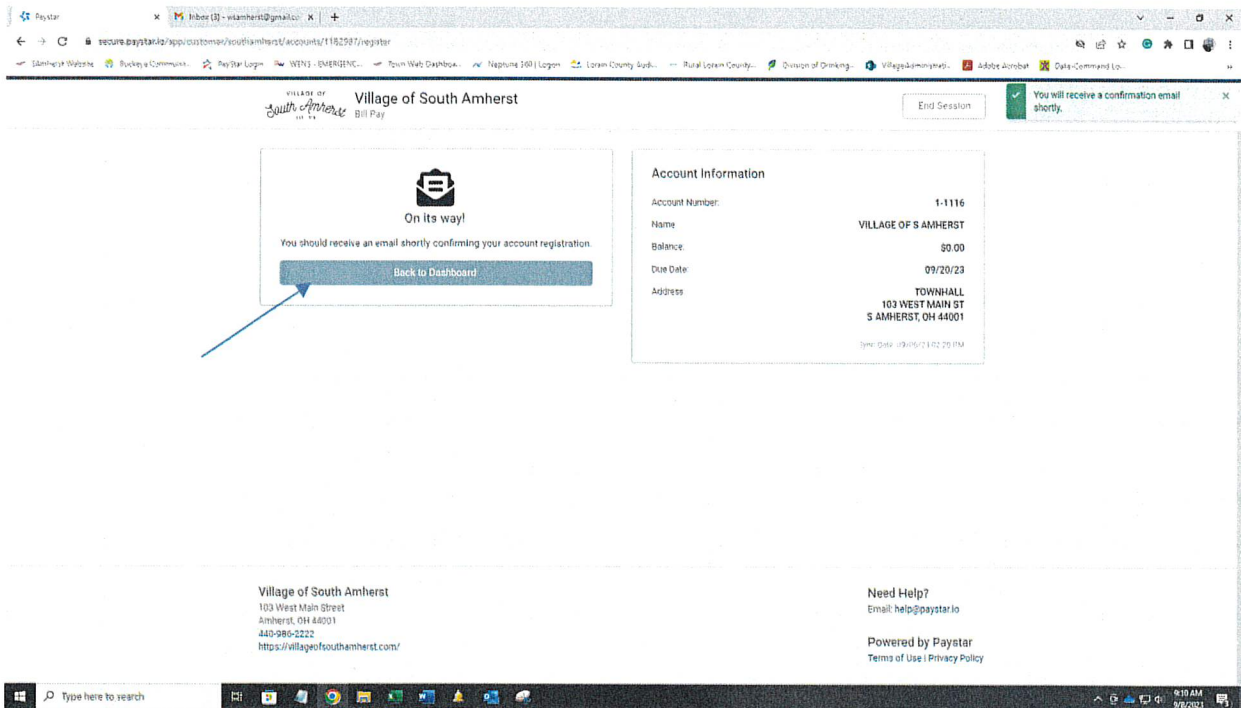 Paystar
Inbox (3) - wsamherst@gmail.co
secure.paystar.io/app/customer/southamherst/accounts/1182987/register
SAmherst Website
Buckeye Communit...
PayStar Login
WENS - EMERGENC...
Town Web Dashboa...
Neptune 360 | Logon
Lorain County Audi...
Rural Lorain County...
Division of Drinking...
VillageAdministrati...
Adobe Acrobat
Data-Command Lo...
VILLAGE OF
South Amherst
Village of South Amherst
Bill Pay
End Session
You will receive a confirmation email
shortly.
On its way!
You should receive an email shortly confirming your account registration.
Back to Dashboard
Account Information
Account Number: 1-1116
Name VILLAGE OF S AMHERST
Balance: $0.00
Due Date: 09/20/23
Address TOWNHALL
103 WEST MAIN ST
S AMHERST, OH 44001
Village of South Amherst
103 West Main Street
Amherst, OH 44001
440-986-2222
https://villageofsouthamherst.com/
Need Help?
Email: help@paystar.io
Powered by Paystar
Terms of Use | Privacy Policy
Type here to search
9:10 AM
9/8/2023